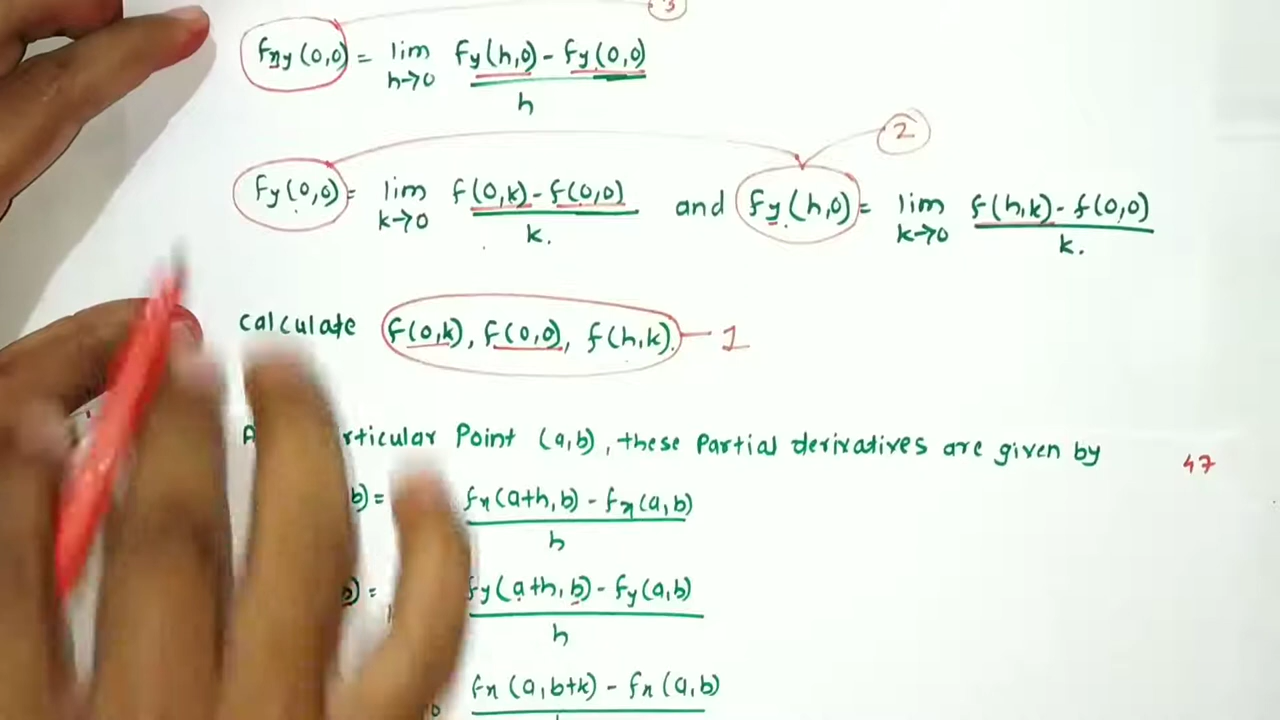 3
fxy (0,0) = lim h→0 fy(h,0) - fy(0,0) / h
2
fy(0,0) = lim k→0 f(0,k) - f(0,0) / k. and fy(h,0) = lim k→0 f(h,k) - f(0,0) / k.
calculate f(0,k), f(0,0), f(h,k). 1
Point (a,b), these Partial derivatives are given by
47
b) = fx(a+h, b) - fx(a,b) / h
) = fy(a+h, b) - fy(a,b) / h
fx(a, b+k) - fx(a,b)